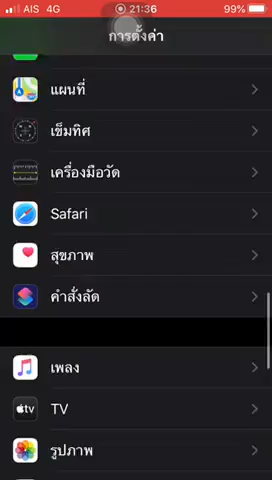 AIS 4G 21:36 99%
การตั้งค่า
แผนที่
เข็มทิศ
เครื่องมือวัด
Safari
สุขภาพ
คำสั่งลัด
เพลง
tv TV
รูปภาพ